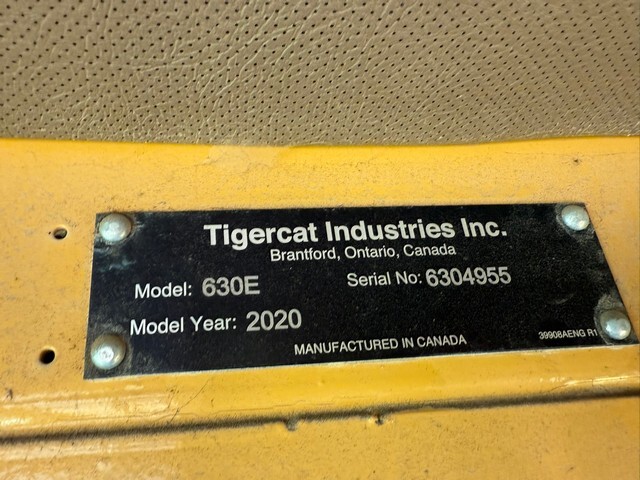 Tigercat Industries Inc.
Brantford, Ontario, Canada
Model: 630E Serial No: 6304955
Model Year: 2020
MANUFACTURED IN CANADA 39908AENG R1